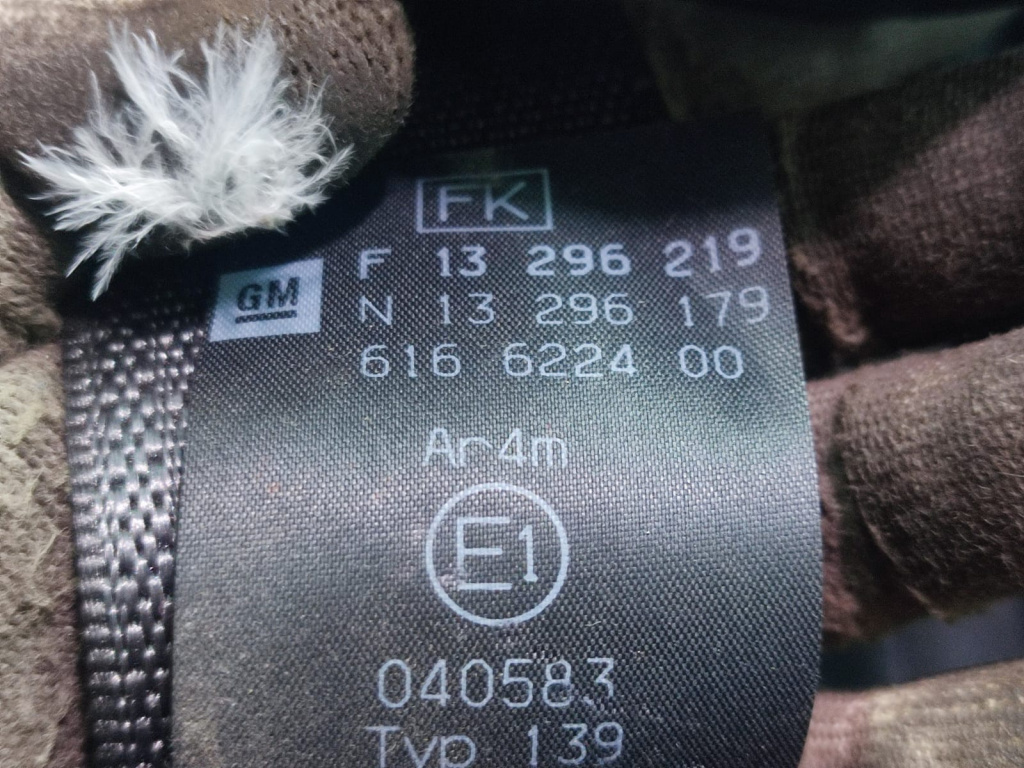 FK
F 13 296 219
GM
N 13 296 179
616 6224 00
Ar4m
E1
040583
Typ 139